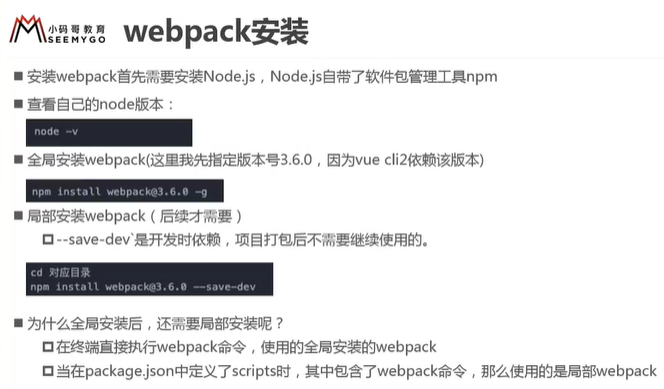 小码哥教育
SEEMYGO
webpack安装
安装webpack首先需要安装Node.js，Node.js自带了软件包管理工具npm
查看自己的node版本：
node -v
全局安装webpack(这里我先指定版本号3.6.0，因为vue cli2依赖该版本)
npm install webpack@3.6.0 -g
局部安装webpack（后续才需要）
--save-dev`是开发时依赖，项目打包后不需要继续使用的。
cd 对应目录
npm install webpack@3.6.0 --save-dev
为什么全局安装后，还需要局部安装呢？
在终端直接执行webpack命令，使用的全局安装的webpack
当在package.json中定义了scripts时，其中包含了webpack命令，那么使用的是局部webpack